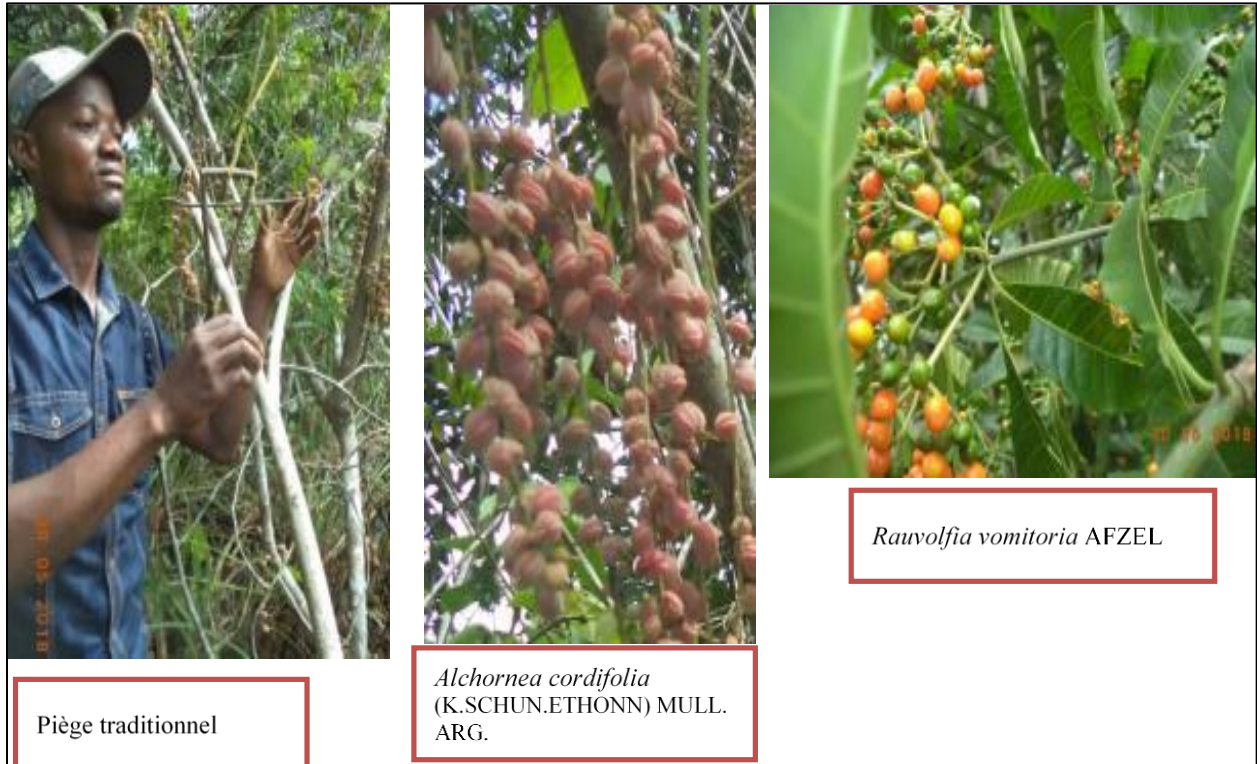 Piège traditionnel
Alchornea cordifolia
(K.SCHUN.ETHONN) MULL.
ARG.
Rauvolfia vomitoria AFZEL